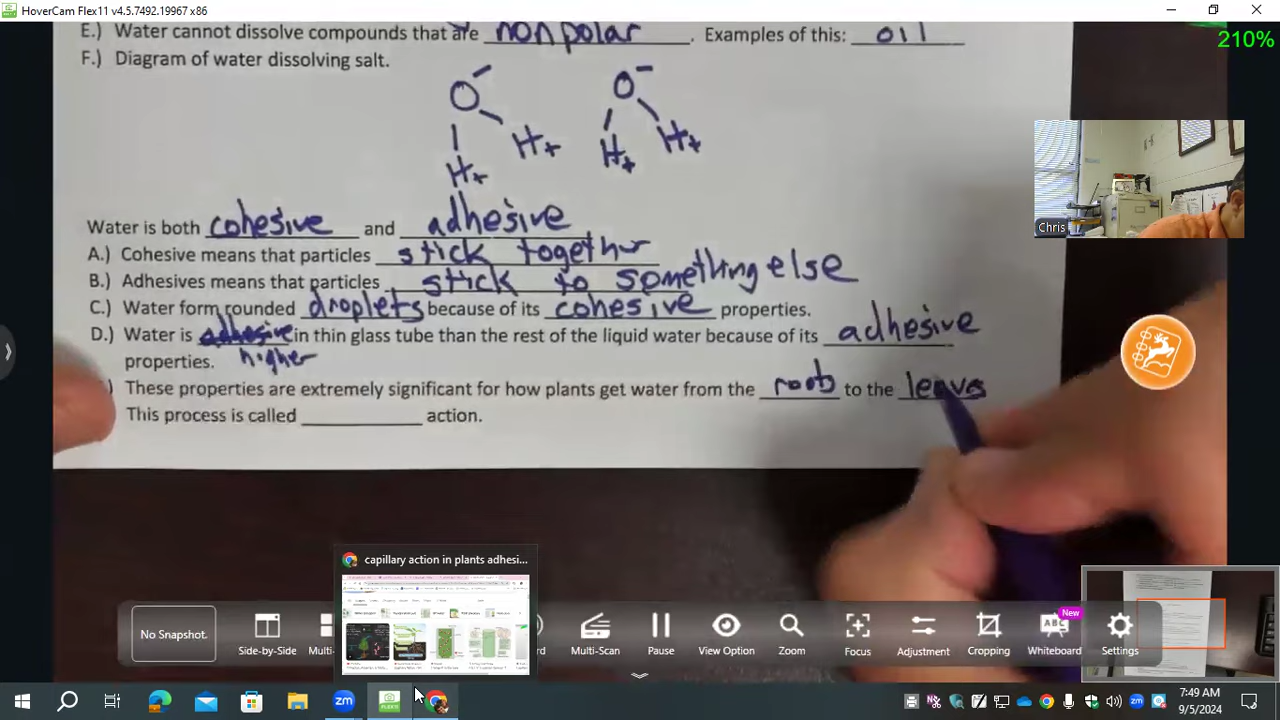 HoverCam Flex11 v4.5.7492.19967 x86
210%
E.) Water cannot dissolve compounds that are nonpolar. Examples of this: oil
F.) Diagram of water dissolving salt.
O- O-
H+ H+ H+
H+
Water is both cohesive and adhesive
A.) Cohesive means that particles stick together
B.) Adhesives means that particles stick to something else
C.) Water form rounded droplets because of its cohesive properties.
D.) Water is adhesive in thin glass tube than the rest of the liquid water because of its adhesive
properties. higher
These properties are extremely significant for how plants get water from the roots to the leaves
This process is called ____ action.
Chris
capillary action in plants adhesi...
No Snapshot.
Side-by-Side
Multi-
rd
Multi-Scan
Pause
View Option
Zoom
Focus
Adjustment
Cropping
New
Whiteboard
Settings
7:49 AM
9/5/2024